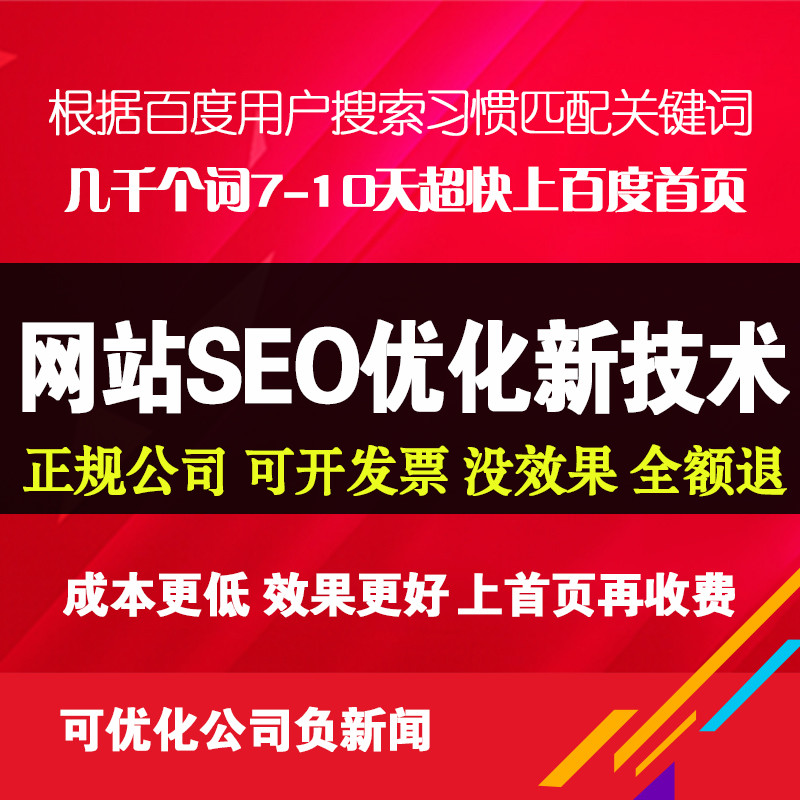 根据百度用户搜索习惯匹配关键词
几千个词7-10天超快上百度首页
网站SEO优化新技术
正规公司 可开发票 没效果 全额退
成本更低 效果更好 上首页再收费
可优化公司负新闻